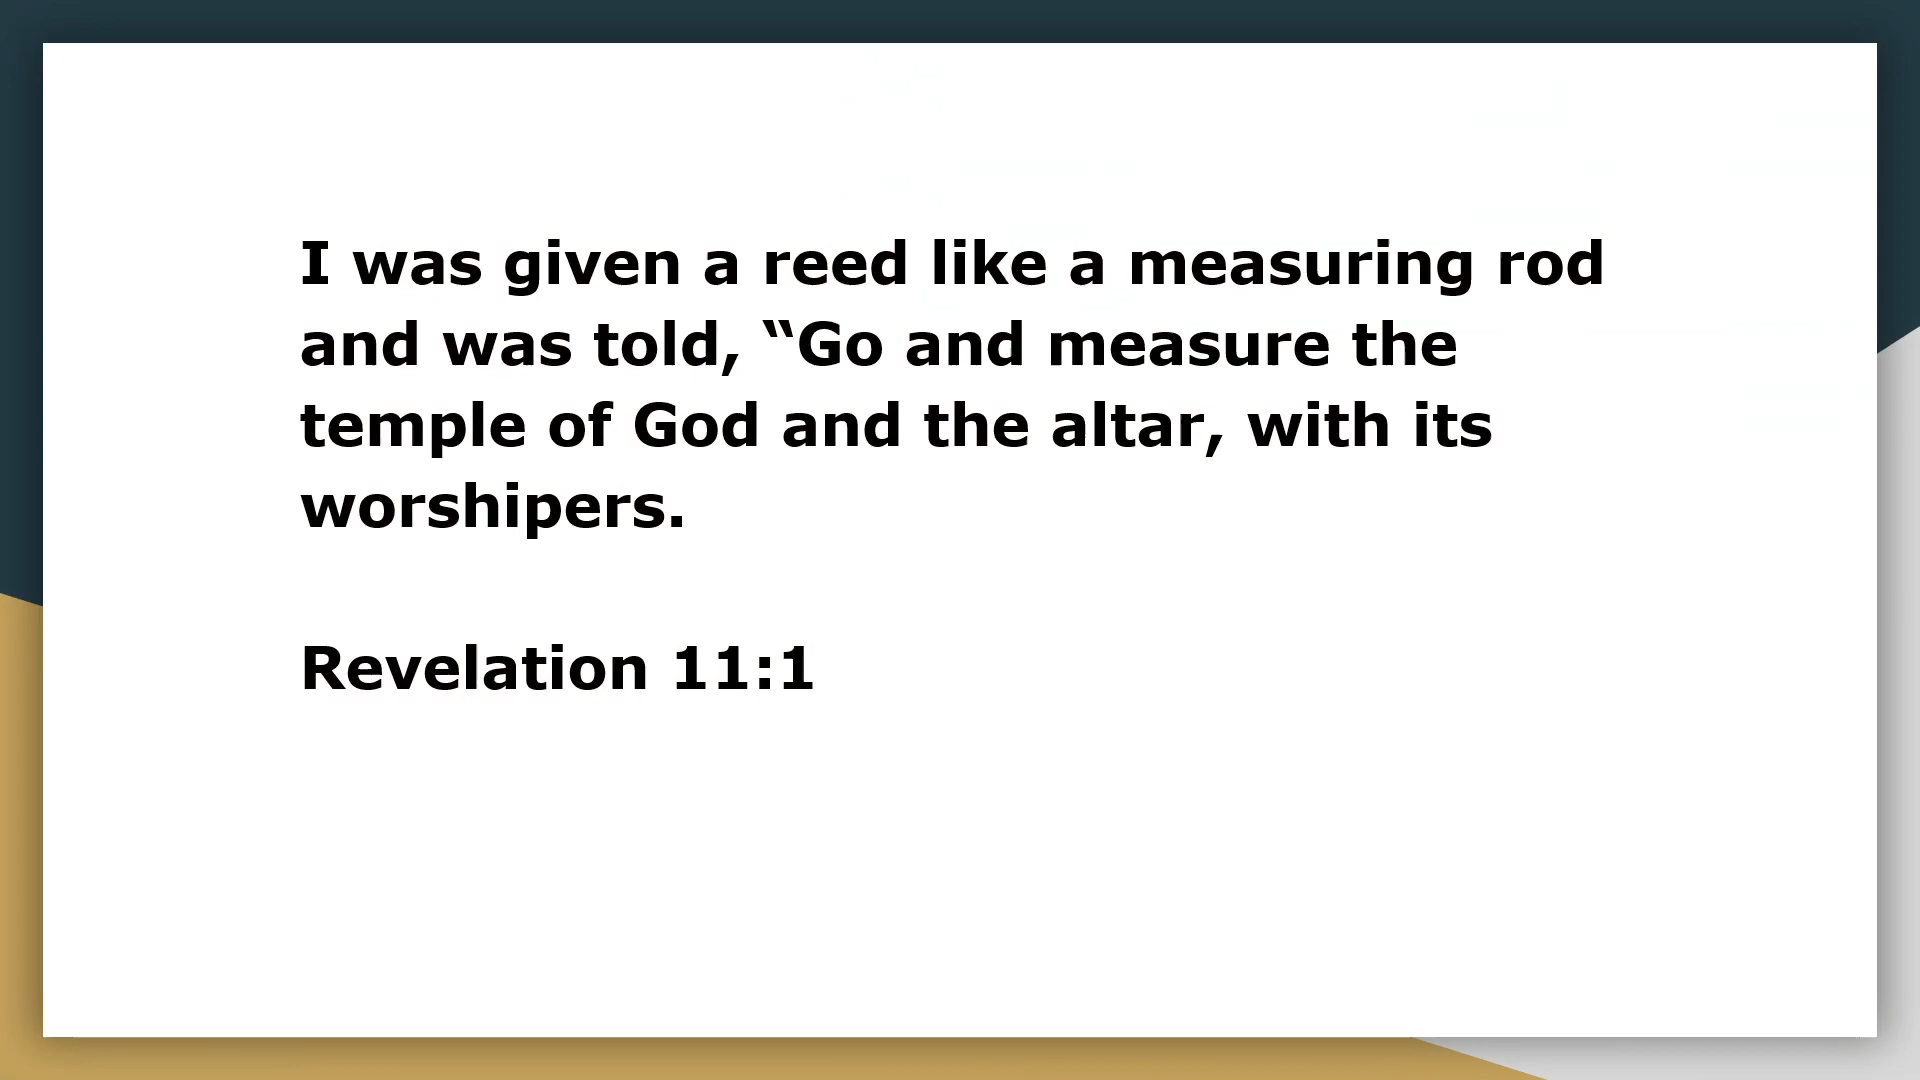 I was given a reed like a measuring rod
and was told, “Go and measure the
temple of God and the altar, with its
worshipers.
Revelation 11:1